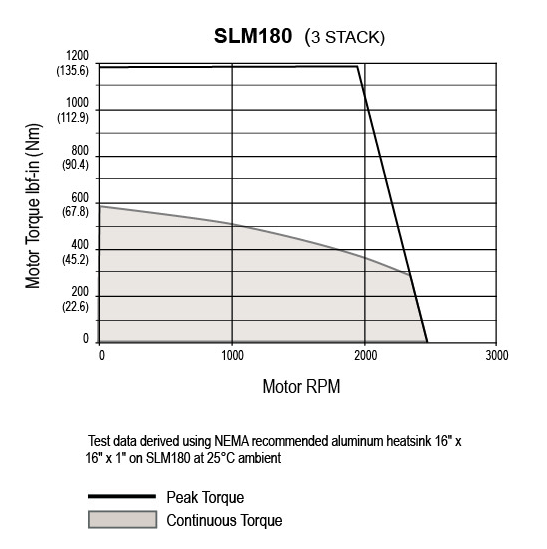 SLM180 (3 STACK)
Motor Torque lbf-in (Nm)
1200
(135.6)
1000
(112.9)
800
(90.4)
600
(67.8)
400
(45.2)
200
(22.6)
0
0 1000 2000 3000
Motor RPM
Test data derived using NEMA recommended aluminum heatsink 16" x
16" x 1" on SLM180 at 25°C ambient
Peak Torque
Continuous Torque